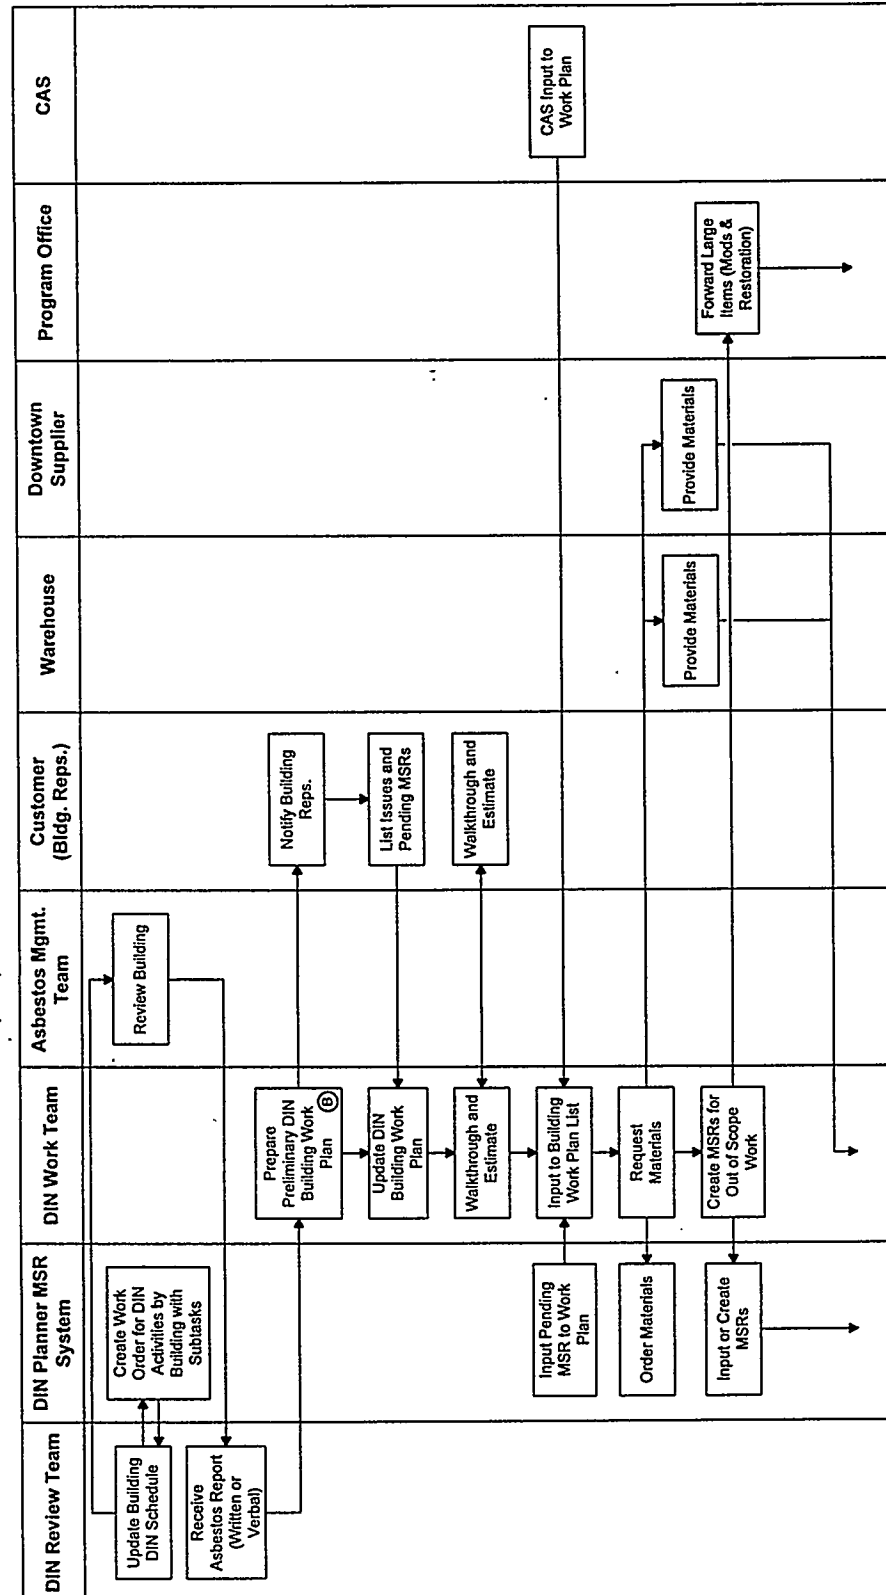 CAS
CAS Input to
Work Plan
Program Office
Forward Large
Items (Mods &
Restoration)
Downtown
Supplier
Provide Materials
Warehouse
Provide Materials
Customer
(Bldg. Reps.)
Notify Building
Reps.
List Issues and
Pending MSRs
Walkthrough and
Estimate
Asbestos Mgmt.
Team
Review Building
DIN Work Team
Prepare
Preliminary DIN
Building Work
Plan
B
Update DIN
Building Work
Plan
Walkthrough and
Estimate
Input to Building
Work Plan List
Request
Materials
Create MSRs for
Out of Scope
Work
DIN Planner MSR
System
Create Work
Order for DIN
Activities by
Building with
Subtasks
Input Pending
MSR to Work
Plan
Order Materials
Input or Create
MSRs
DIN Review Team
Update Building
DIN Schedule
Receive
Asbestos Report
(Written or
Verbal)